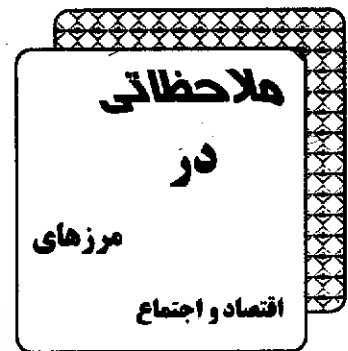 ملاحظاتی
در
مرزهای
اقتصاد و اجتماع